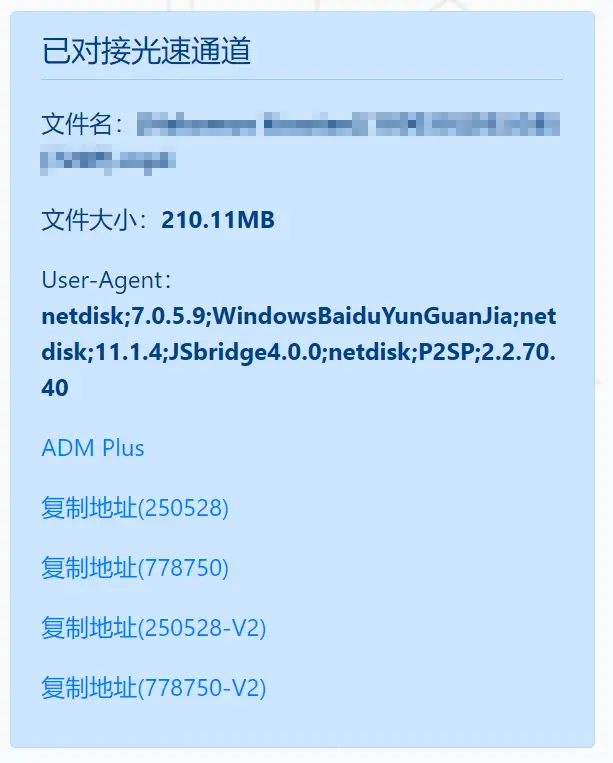 已对接光速通道
文件名：
文件大小：210.11MB
User-Agent：
netdisk;7.0.5.9;WindowsBaiduYunGuanJia;net
disk;11.1.4;JSbridge4.0.0;netdisk;P2SP;2.2.70.
40
ADM Plus
复制地址(250528)
复制地址(778750)
复制地址(250528-V2)
复制地址(778750-V2)